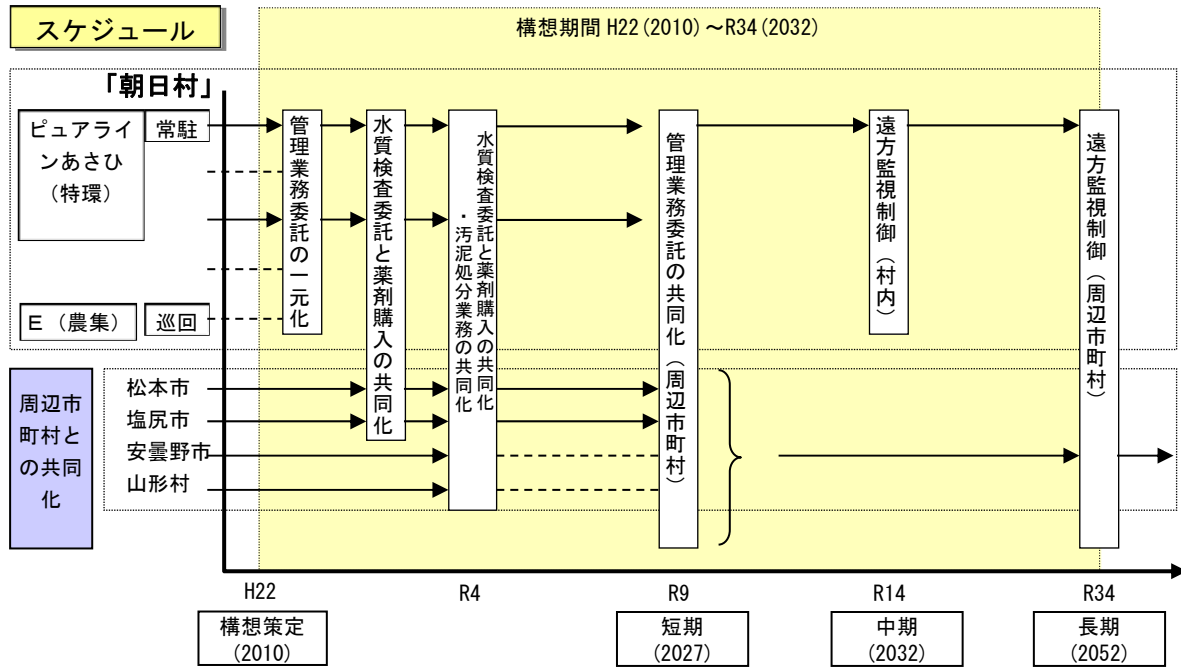 スケジュール
構想期間 H22(2010)～R34(2032)
「朝日村」
ピュアライ
ンあさひ
（特環）
常駐
E（農集）
巡回
管理業務委託の一元化
水質検査委託と薬剤購入の共同化
水質検査委託と薬剤購入の共同化
・汚泥処分業務の共同化
管理業務委託の共同化（周辺市町村）
遠方監視制御（村内）
遠方監視制御（周辺市町村）
周辺市
町村と
の共同
化
松本市
塩尻市
安曇野市
山形村
H22
R4
R9
R14
R34
構想策定
(2010)
短期
(2027)
中期
(2032)
長期
(2052)